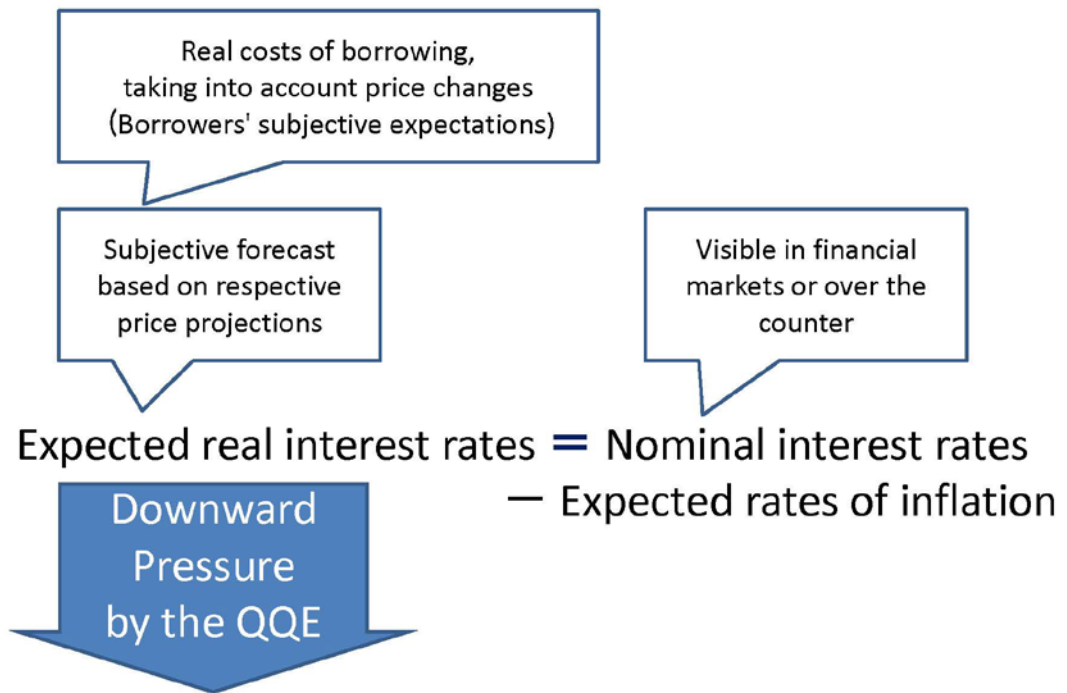 Real costs of borrowing,
taking into account price changes
(Borrowers' subjective expectations)
Subjective forecast
based on respective
price projections
Visible in financial
markets or over the
counter
Expected real interest rates = Nominal interest rates
− Expected rates of inflation
Downward
Pressure
by the QQE